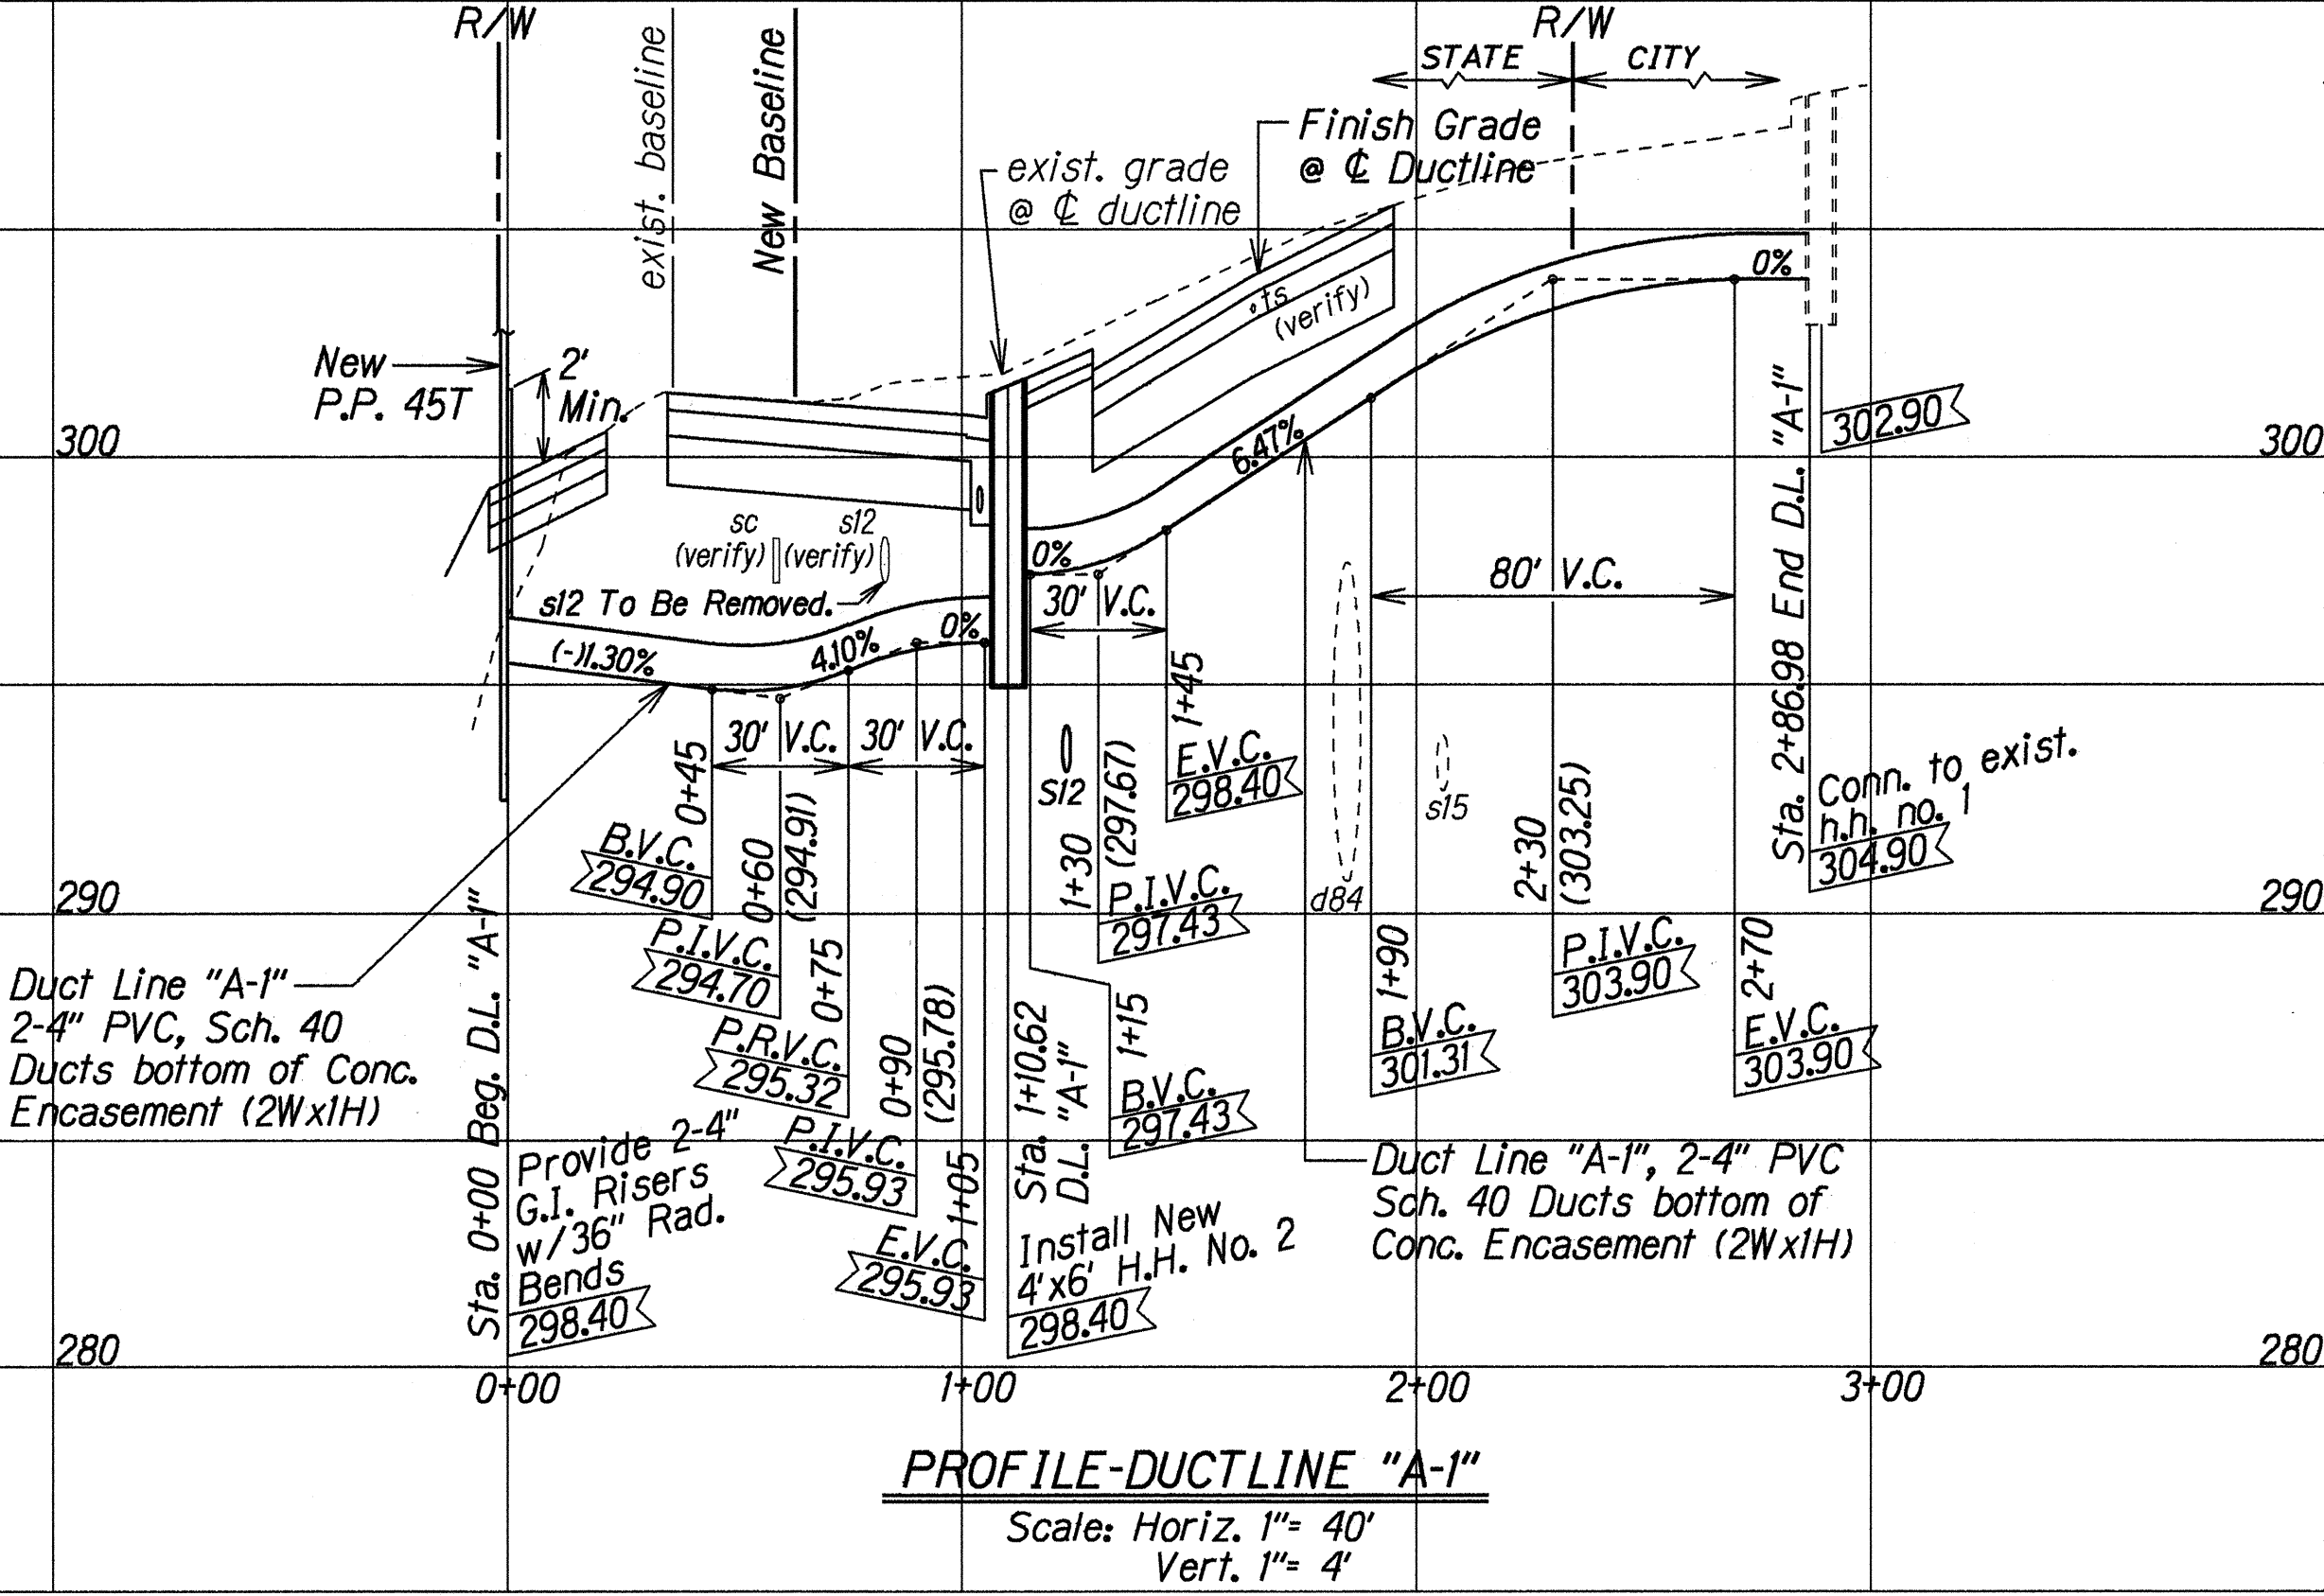 R/W
exist. baseline
New Baseline
R/W
STATE
CITY
Finish Grade
@ ℄ Ductline
exist. grade
@ ℄ ductline
New
P.P. 45T
2'
Min.
ts
(verify)
0%
300
300
302.90
6.47%
sc
(verify)
s12
(verify)
s12 To Be Removed.
(-)1.30%
4.10%
0%
0%
30' V.C.
80' V.C.
30' V.C.
30' V.C.
S12
d84
s15
0+45
B.V.C.
294.90
0+60
(294.91)
P.I.V.C.
294.70
0+75
P.R.V.C.
295.32
0+90
(295.78)
P.I.V.C.
295.93
1+05
E.V.C.
295.93
Sta. 1+10.62
D.L. "A-1"
Install New
4'x6' H.H. No. 2
298.40
1+15
B.V.C.
297.43
1+30
(297.67)
P.I.V.C.
297.43
1+45
E.V.C.
298.40
1+90
B.V.C.
301.31
2+30
(303.25)
P.I.V.C.
303.90
2+70
E.V.C.
303.90
Sta. 2+86.98 End D.L. "A-1"
Conn. to exist.
h.h. no. 1
304.90
290
290
Duct Line "A-1"
2-4" PVC, Sch. 40
Ducts bottom of Conc.
Encasement (2Wx1H)
Sta. 0+00 Beg. D.L. "A-1"
Provide 2-4"
G.I. Risers
w/36" Rad.
Bends
298.40
Duct Line "A-1", 2-4" PVC
Sch. 40 Ducts bottom of
Conc. Encasement (2Wx1H)
280
280
0+00
1+00
2+00
3+00
PROFILE-DUCTLINE "A-1"
Scale: Horiz. 1"= 40'
Vert. 1"= 4'